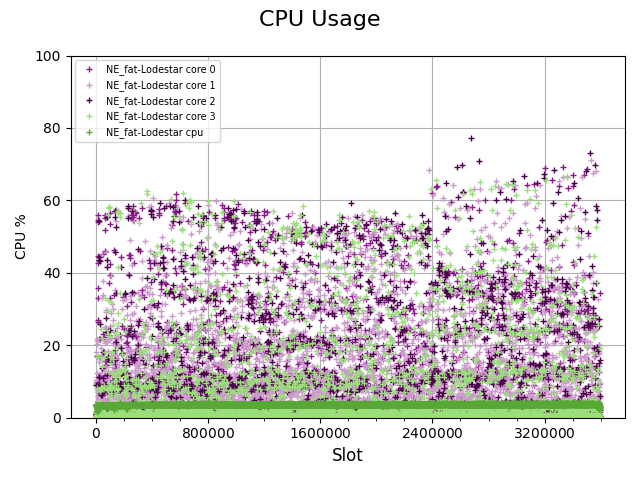 CPU Usage
100
80
60
40
20
0
CPU %
NE_fat-Lodestar core 0
NE_fat-Lodestar core 1
NE_fat-Lodestar core 2
NE_fat-Lodestar core 3
NE_fat-Lodestar cpu
0 800000 1600000 2400000 3200000
Slot